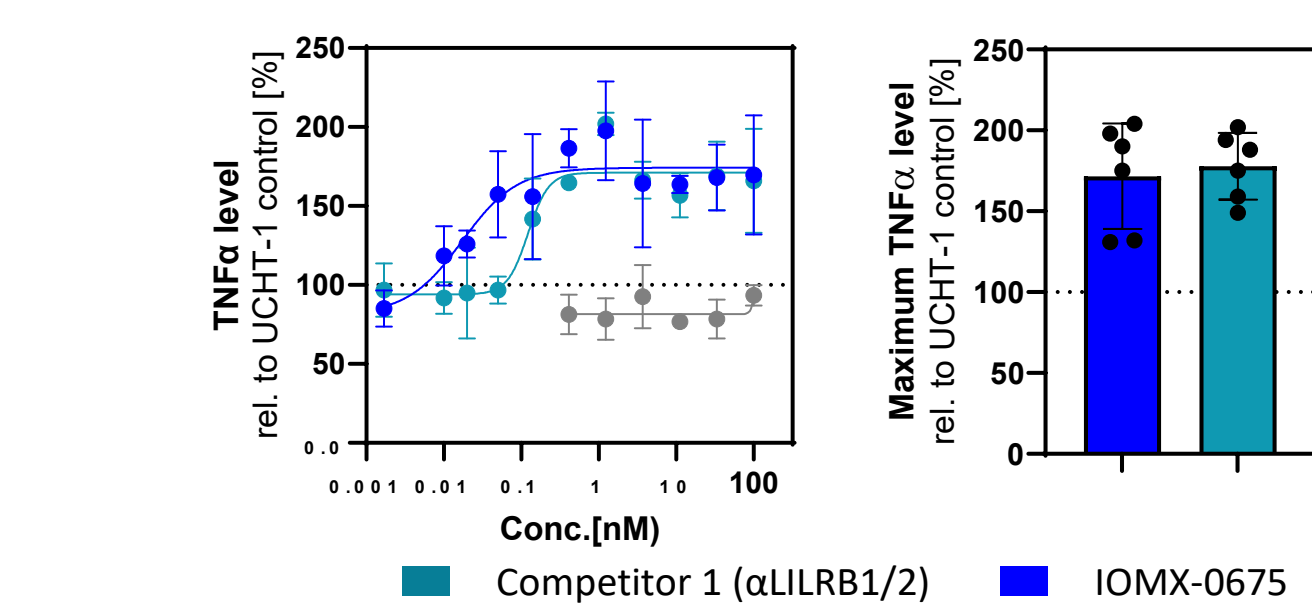 TNFα level
rel. to UCHT-1 control [%]
250
200
150
100
50
0.0
0.001 0.01 0.1 1 10 100
Conc.[nM)
Maximum TNFα level
rel. to UCHT-1 control [%]
250
200
150
100
50
0
Competitor 1 (αLILRB1/2) IOMX-0675